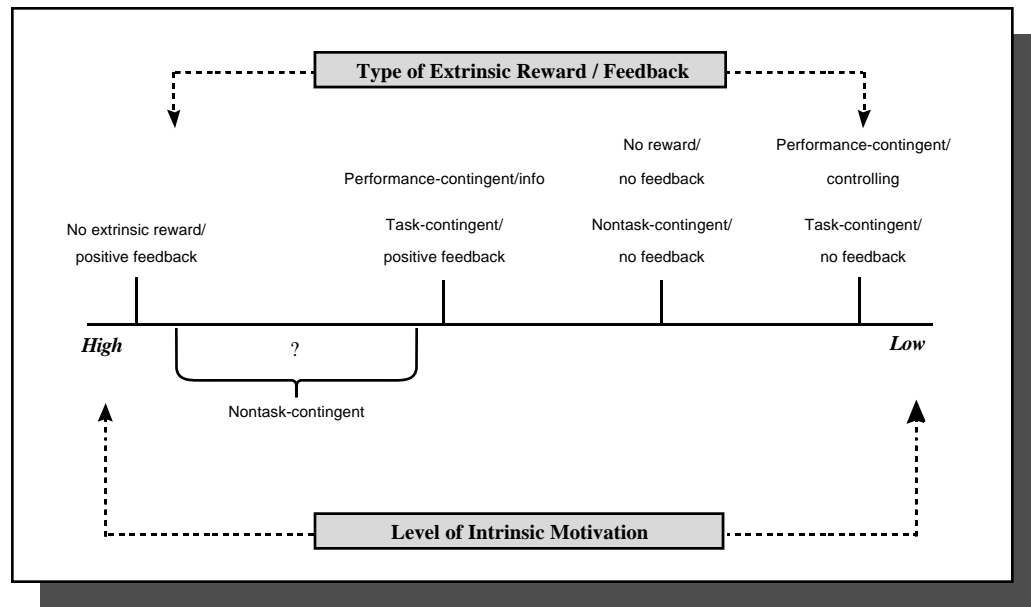 Type of Extrinsic Reward / Feedback
No extrinsic reward/
positive feedback
Performance-contingent/info
Task-contingent/
positive feedback
No reward/
no feedback
Nontask-contingent/
no feedback
Performance-contingent/
controlling
Task-contingent/
no feedback
High
?
Low
Nontask-contingent
Level of Intrinsic Motivation